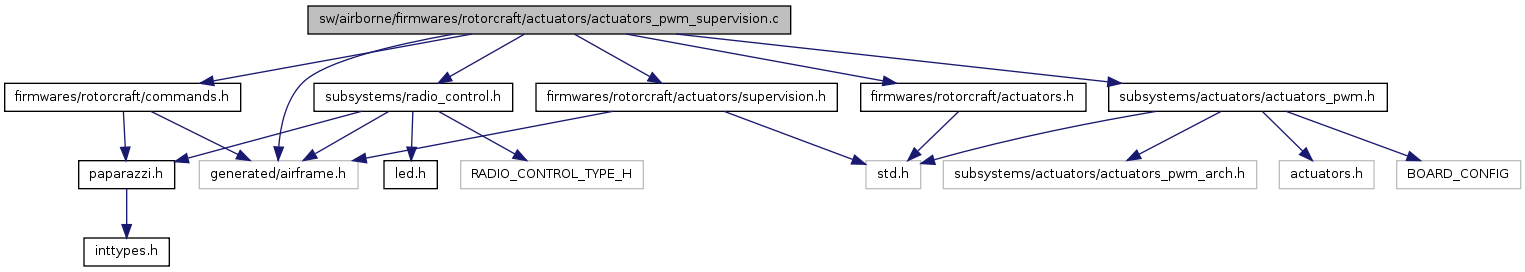 sw/airborne/firmwares/rotorcraft/actuators/actuators_pwm_supervision.c
firmwares/rotorcraft/commands.h
subsystems/radio_control.h
firmwares/rotorcraft/actuators/supervision.h
firmwares/rotorcraft/actuators.h
subsystems/actuators/actuators_pwm.h
paparazzi.h
generated/airframe.h
led.h
RADIO_CONTROL_TYPE_H
std.h
subsystems/actuators/actuators_pwm_arch.h
actuators.h
BOARD_CONFIG
inttypes.h